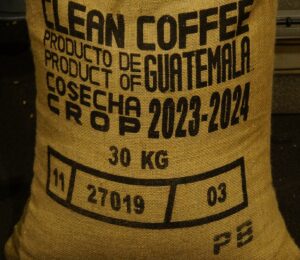 CLEAN COFFEE
PRODUCTO DE
PRODUCT OF GUATEMALA
COSECHA
CROP 2023-2024
30 KG
11 27019 03
PB